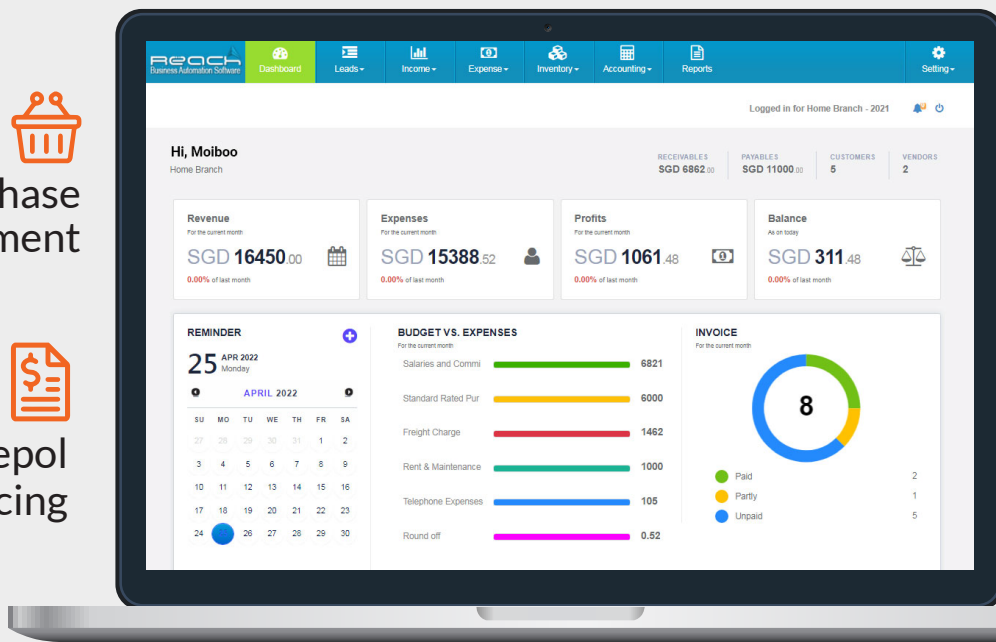 hase
ment
epol
cing
Reach
Business Automation Software
Dashboard
Leads
Income
Expense
Inventory
Accounting
Reports
Setting
Logged in for Home Branch - 2021
Hi, Moiboo
Home Branch
RECEIVABLES
SGD 6862.00
PAYABLES
SGD 11000.00
CUSTOMERS
5
VENDORS
2
Revenue
For the current month
SGD 16450.00
0.00% of last month
Expenses
For the current month
SGD 15388.52
0.00% of last month
Profits
For the current month
SGD 1061.48
0.00% of last month
Balance
As on today
SGD 311.48
0.00% of last month
REMINDER
25 APR 2022
Monday
APRIL 2022
SU MO TU WE TH FR SA
27 28 29 30 31 1 2
3 4 5 6 7 8 9
10 11 12 13 14 15 16
17 18 19 20 21 22 23
24 26 27 28 29 30
BUDGET VS. EXPENSES
For the current month
Salaries and Commi 6821
Standard Rated Pur 6000
Freight Charge 1462
Rent & Maintenance 1000
Telephone Expenses 105
Round off 0.52
INVOICE
For the current month
8
Paid 2
Partly 1
Unpaid 5